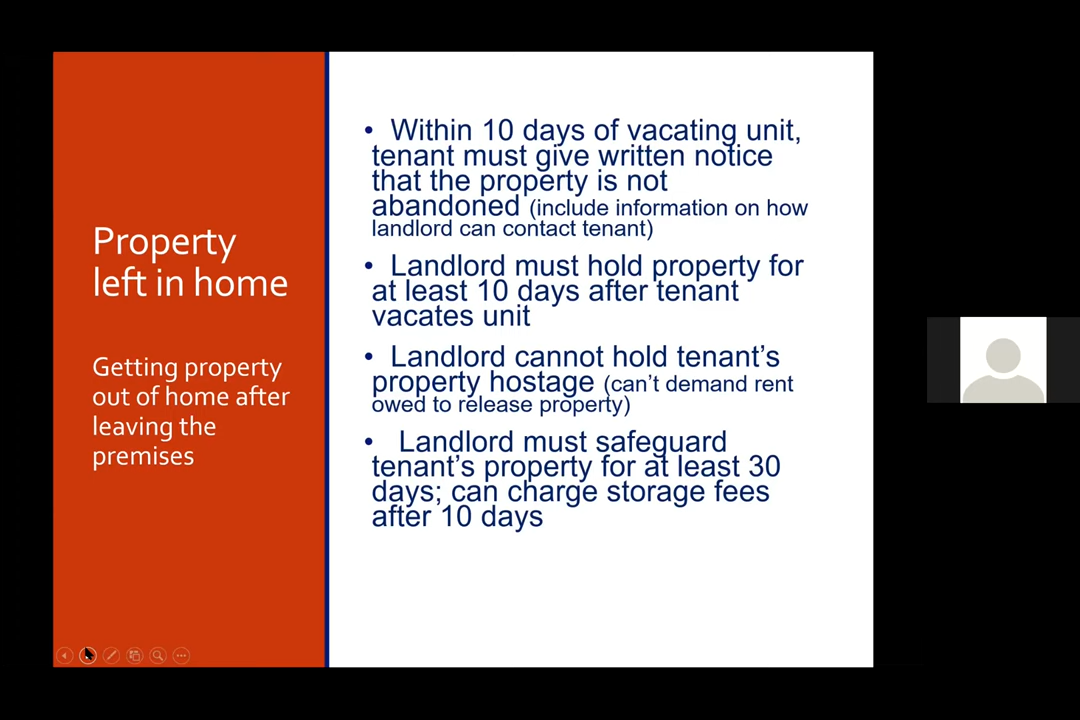 Property
left in home
Getting property
out of home after
leaving the
premises
• Within 10 days of vacating unit,
tenant must give written notice
that the property is not
abandoned (include information on how
landlord can contact tenant)
• Landlord must hold property for
at least 10 days after tenant
vacates unit
• Landlord cannot hold tenant’s
property hostage (can’t demand rent
owed to release property)
• Landlord must safeguard
tenant’s property for at least 30
days; can charge storage fees
after 10 days